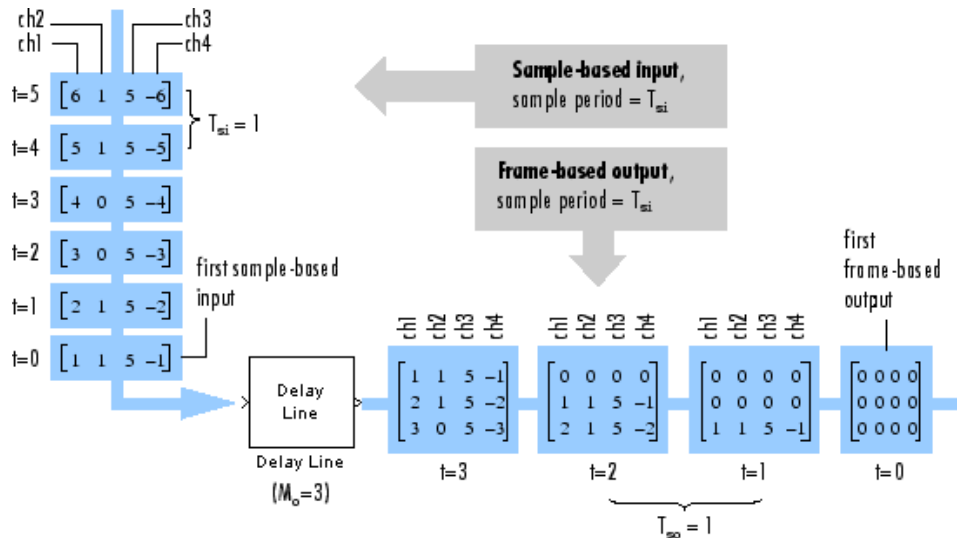 ch2 ch3
ch1 ch4
t=5 [6 1 5 -6]
T_si = 1
t=4 [5 1 5 -5]
t=3 [4 0 5 -4]
t=2 [3 0 5 -3]
t=1 [2 1 5 -2]
t=0 [1 1 5 -1]
first sample-based
input
Sample-based input,
sample period = T_si
Frame-based output,
sample period = T_si
first
frame-based
output
Delay
Line
Delay Line
(M_o=3)
ch1 ch2 ch3 ch4
1 1 5 -1
2 1 5 -2
3 0 5 -3
t=3
ch1 ch2 ch3 ch4
0 0 0 0
1 1 5 -1
2 1 5 -2
t=2
ch1 ch2 ch3 ch4
0 0 0 0
0 0 0 0
1 1 5 -1
t=1
0 0 0 0
0 0 0 0
0 0 0 0
t=0
T_so = 1